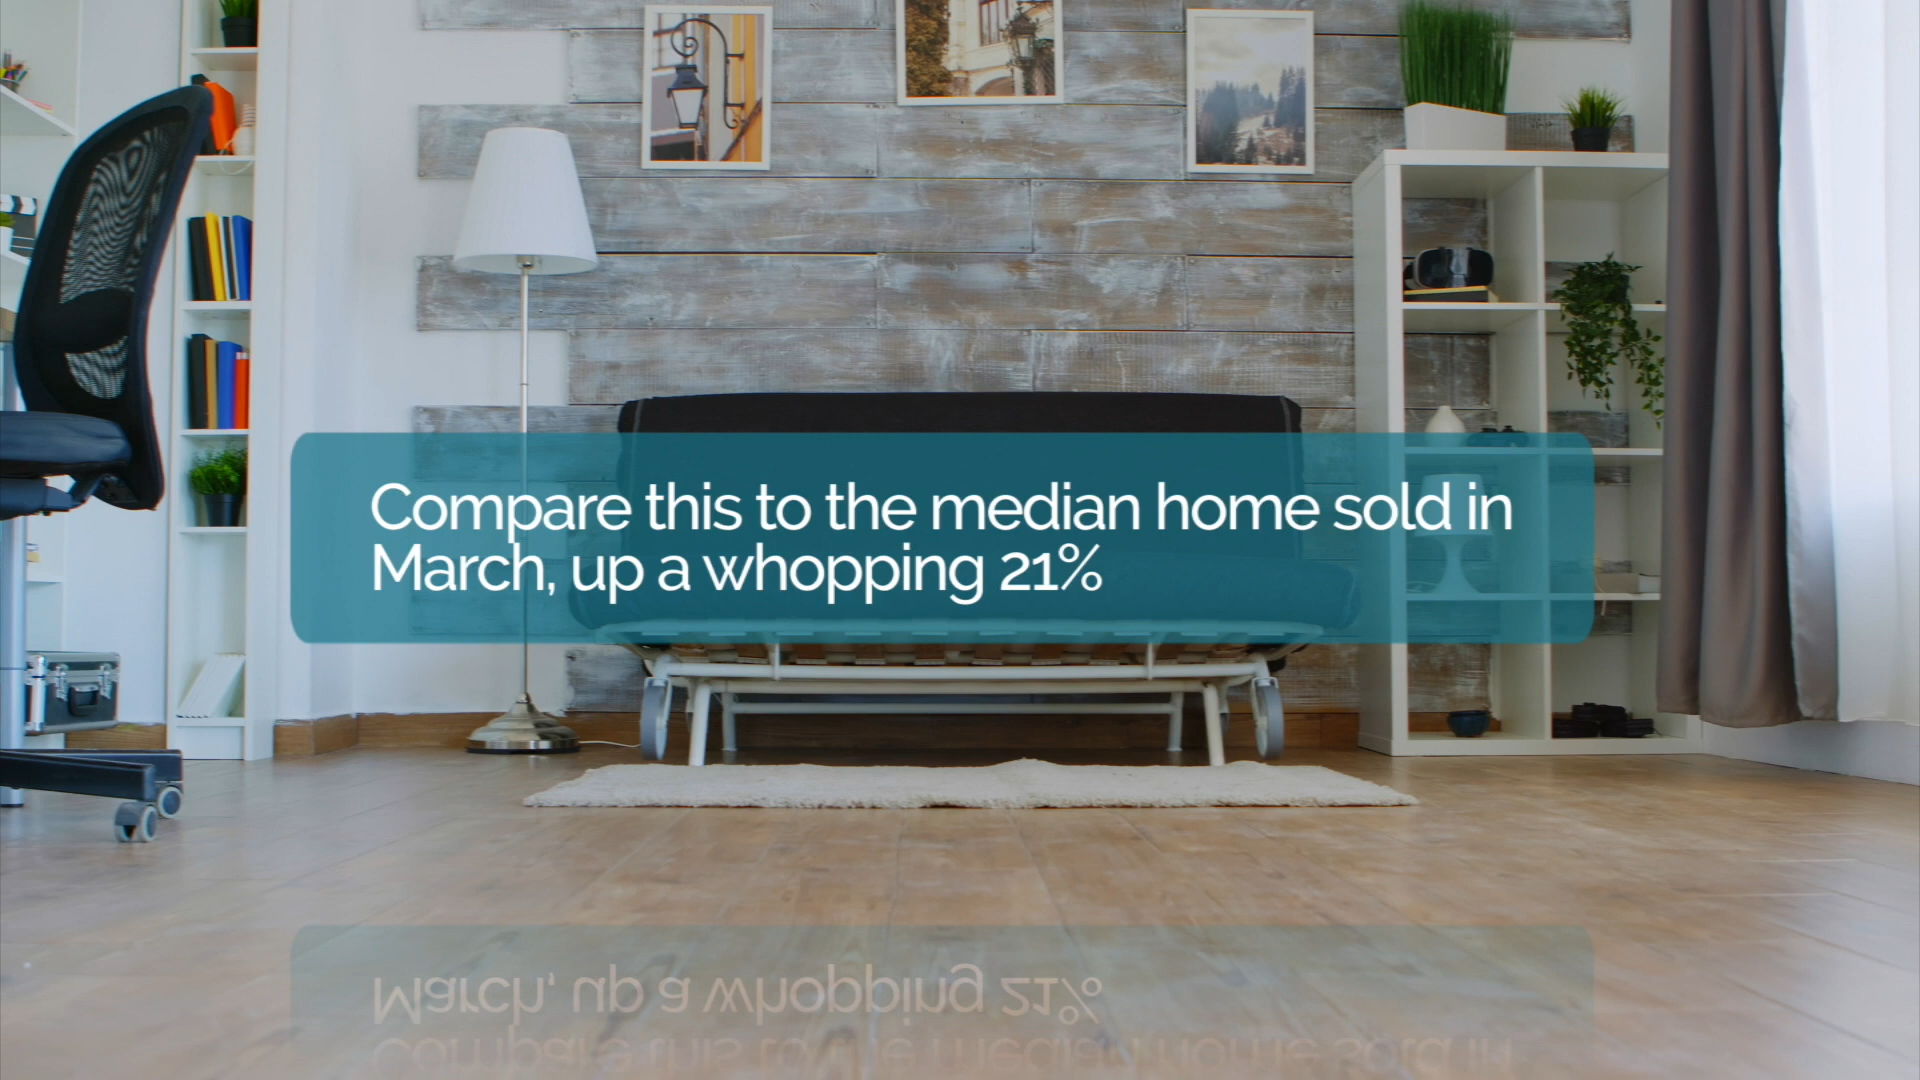 Compare this to the median home sold in
March, up a whopping 21%